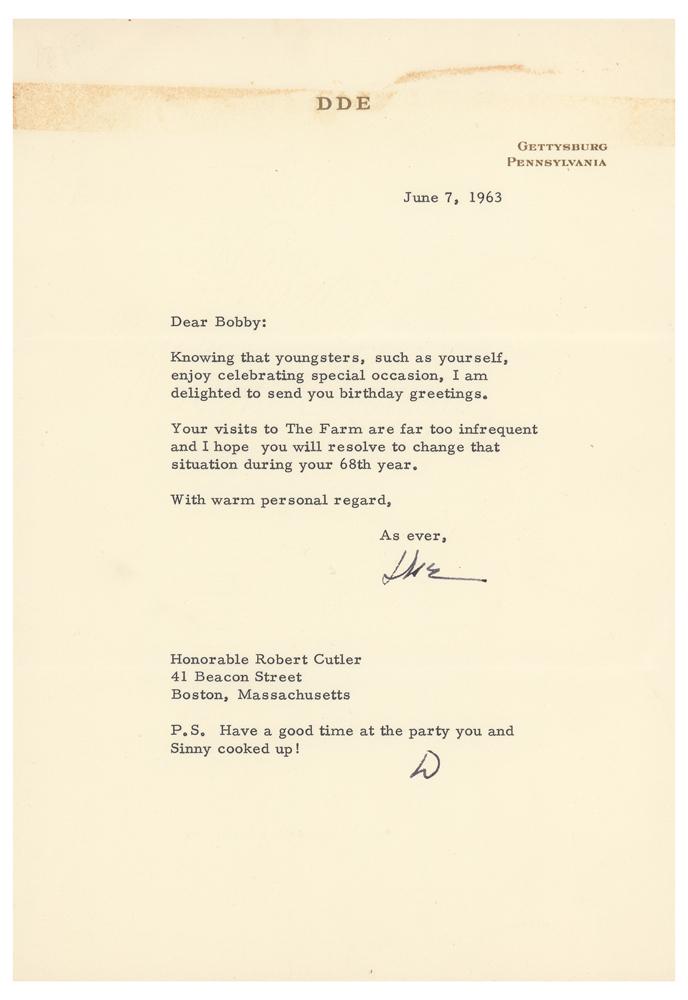 DDE
GETTYSBURG
PENNSYLVANIA
June 7, 1963
Dear Bobby:
Knowing that youngsters, such as yourself,
enjoy celebrating special occasion, I am
delighted to send you birthday greetings.
Your visits to The Farm are far too infrequent
and I hope you will resolve to change that
situation during your 68th year.
With warm personal regard,
As ever,
Ike
Honorable Robert Cutler
41 Beacon Street
Boston, Massachusetts
P.S. Have a good time at the party you and
Sinny cooked up!
D